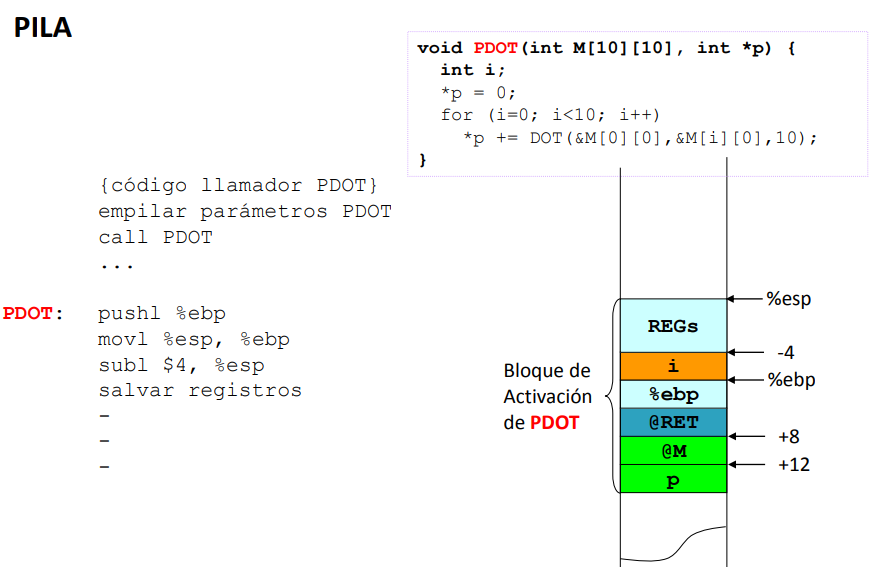 PILA
void PDOT(int M[10][10], int *p) {
int i;
*p = 0;
for (i=0; i<10; i++)
*p += DOT(&M[0][0],&M[i][0],10);
}
{código llamador PDOT}
empilar parámetros PDOT
call PDOT
...
PDOT: pushl %ebp
movl %esp, %ebp
subl $4, %esp
salvar registros
–
–
–
Bloque de
Activación
de PDOT
%esp
REGs
-4
i
%ebp
%ebp
@RET
+8
@M
+12
p